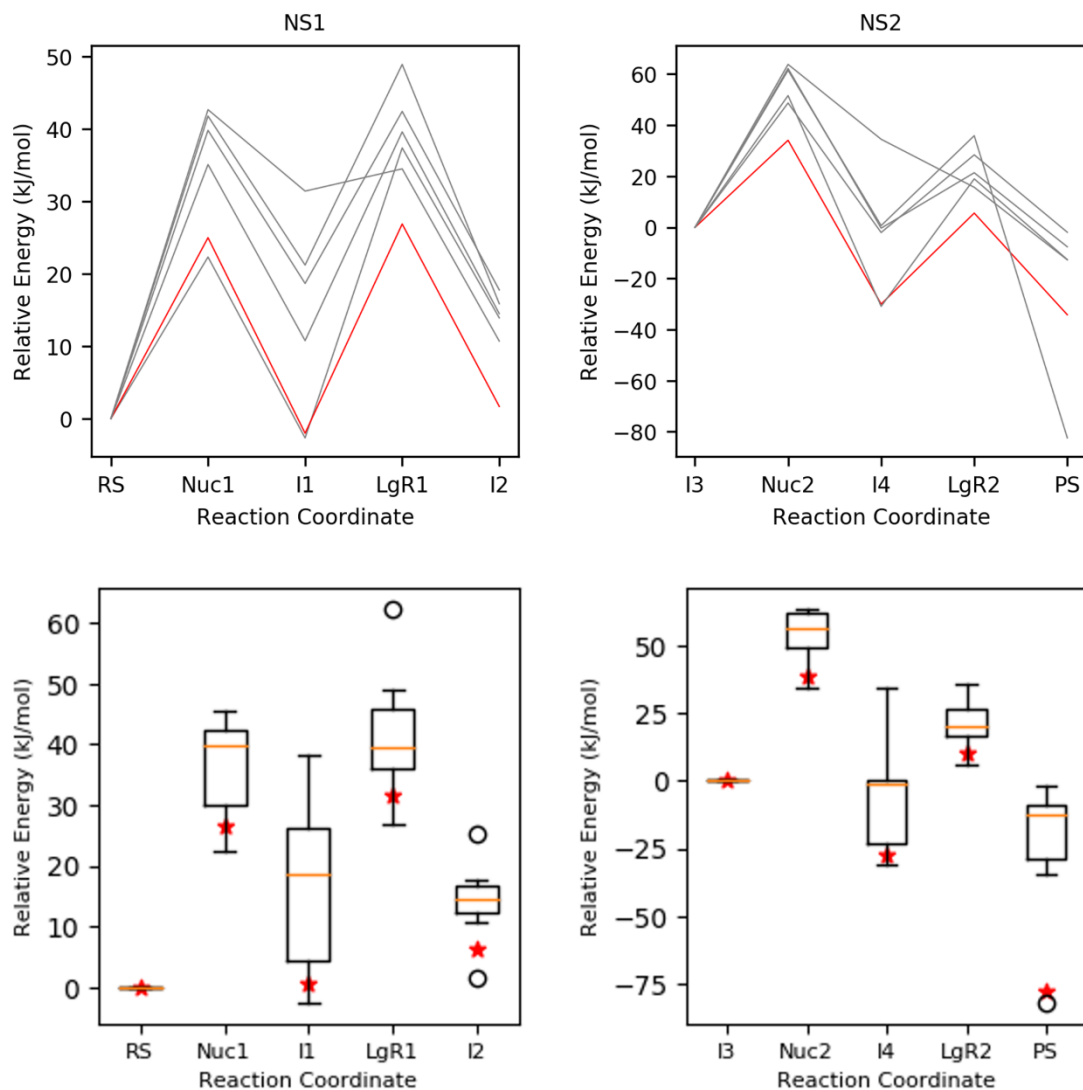 NS1
Relative Energy (kJ/mol)
50
40
30
20
10
0
RS Nuc1 I1 LgR1 I2
Reaction Coordinate
NS2
Relative Energy (kJ/mol)
60
40
20
0
−20
−40
−60
−80
I3 Nuc2 I4 LgR2 PS
Reaction Coordinate
Relative Energy (kJ/mol)
60
50
40
30
20
10
0
RS Nuc1 I1 LgR1 I2
Reaction Coordinate
Relative Energy (kJ/mol)
50
25
0
−25
−50
−75
I3 Nuc2 I4 LgR2 PS
Reaction Coordinate